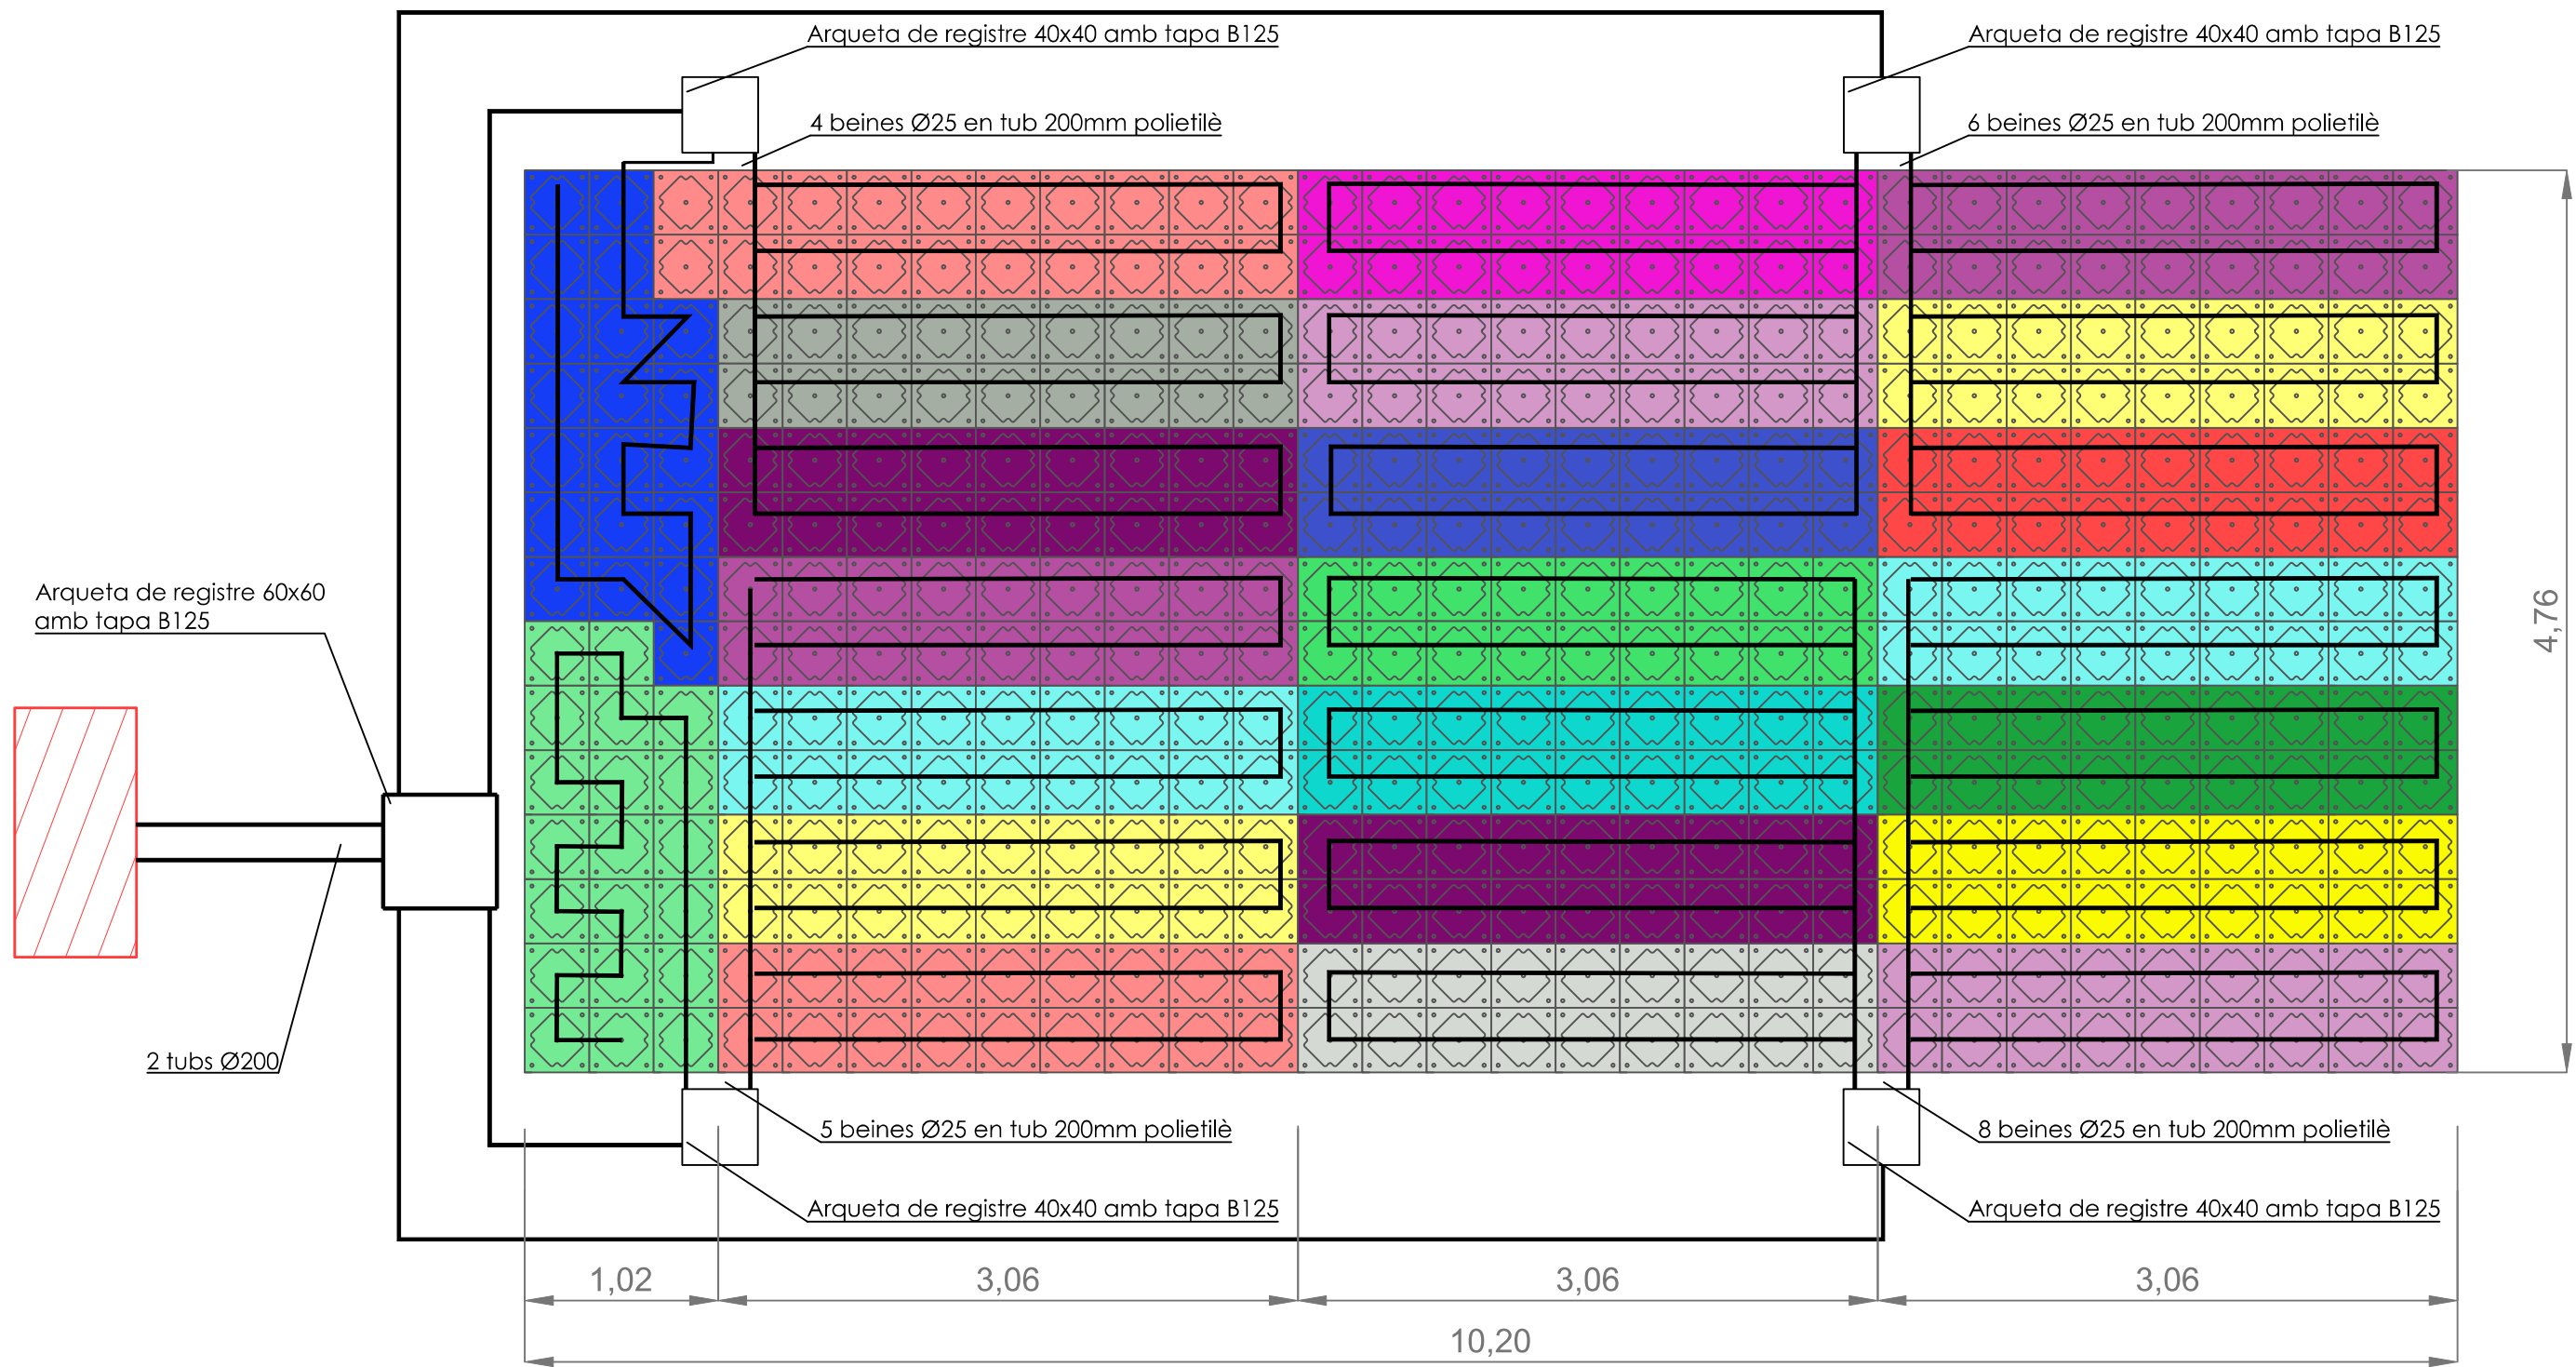 Arqueta de registre 40x40 amb tapa B125
Arqueta de registre 40x40 amb tapa B125
4 beines Ø25 en tub 200mm polietilè
6 beines Ø25 en tub 200mm polietilè
Arqueta de registre 60x60
amb tapa B125
4,76
2 tubs Ø200
5 beines Ø25 en tub 200mm polietilè
8 beines Ø25 en tub 200mm polietilè
Arqueta de registre 40x40 amb tapa B125
Arqueta de registre 40x40 amb tapa B125
1,02
3,06
3,06
3,06
10,20